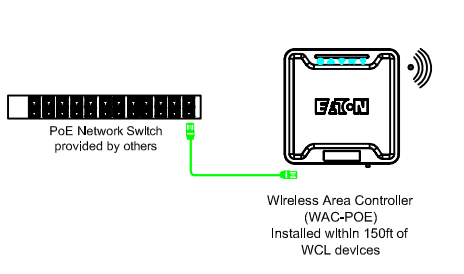 EATON
PoE Network Switch
provided by others
Wireless Area Controller
(WAC-POE)
Installed within 150ft of
WCL devices